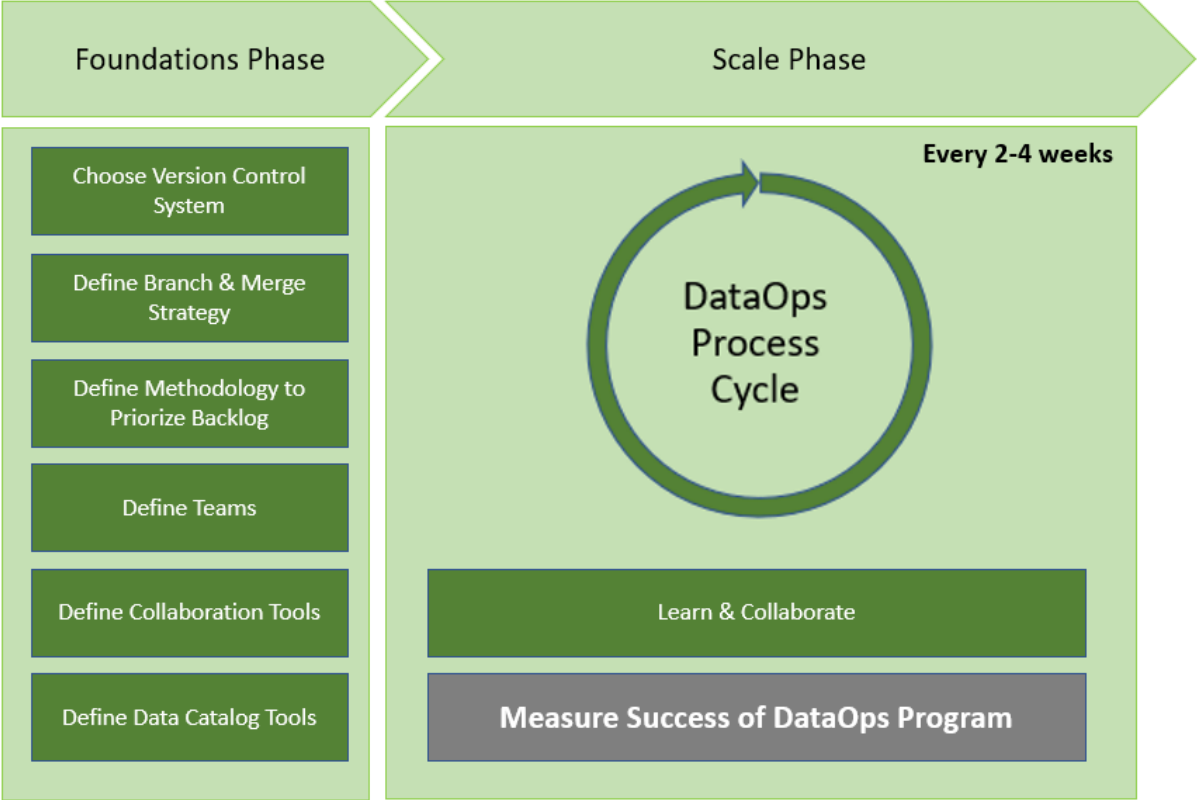 Foundations Phase
Scale Phase
Choose Version Control
System
Define Branch & Merge
Strategy
Define Methodology to
Priorize Backlog
Define Teams
Define Collaboration Tools
Define Data Catalog Tools
Every 2-4 weeks
DataOps
Process
Cycle
Learn & Collaborate
Measure Success of DataOps Program